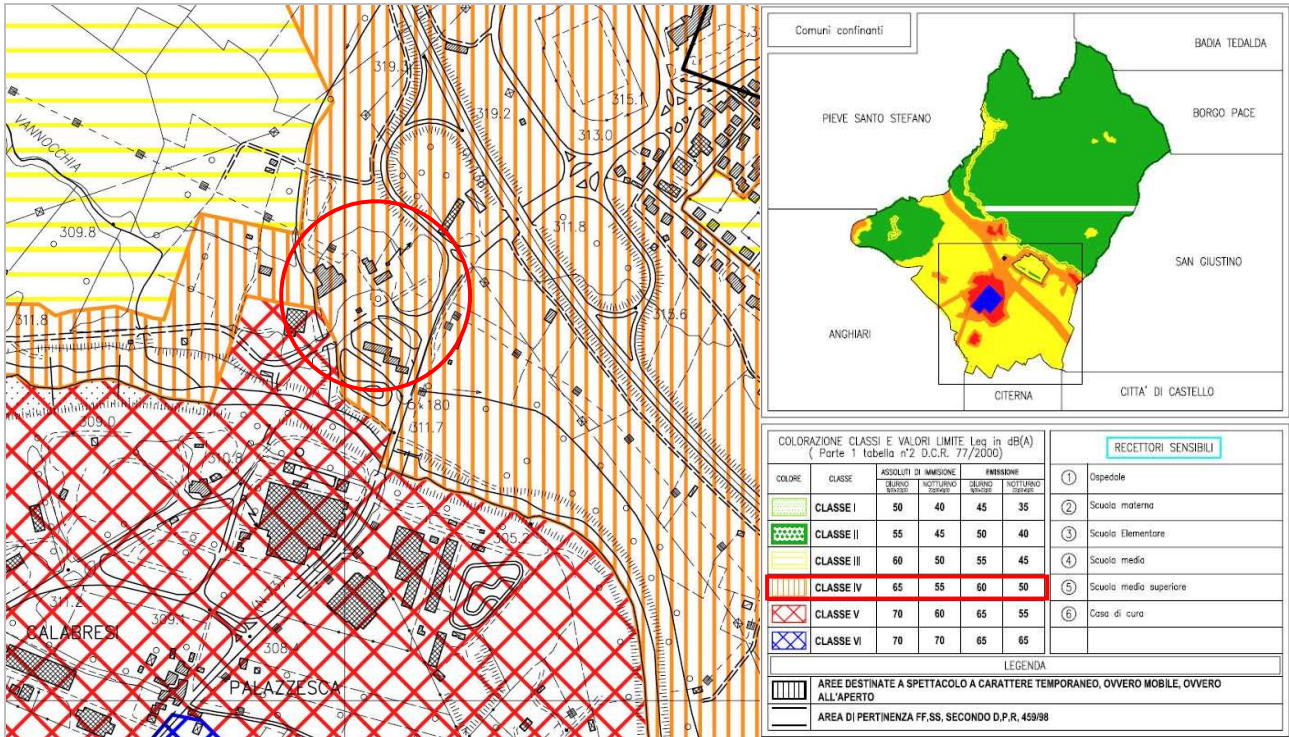 319.3
319.2
315.1
313.0
VANNOCCHIA
309.8
311.8
311.8
315.6
180
311.7
309.0
310.8
305.2
311.2
309.1
CALABRESI
308.4
PALAZZESCA
Comuni confinanti
BADIA TEDALDA
PIEVE SANTO STEFANO
BORGO PACE
SAN GIUSTINO
ANGHIARI
CITERNA
CITTA' DI CASTELLO
COLORAZIONE CLASSI E VALORI LIMITE Leq in dB(A)
( Parte 1 tabella n°2 D.C.R. 77/2000)
COLORE CLASSE ASSOLUTI DI IMMISIONE EMISSIONE
DIURNO NOTTURNO DIURNO NOTTURNO
CLASSE I 50 40 45 35
CLASSE II 55 45 50 40
CLASSE III 60 50 55 45
CLASSE IV 65 55 60 50
CLASSE V 70 60 65 55
CLASSE VI 70 70 65 65
RECETTORI SENSIBILI
1 Ospedale
2 Scuola materna
3 Scuola Elementare
4 Scuola media
5 Scuola media superiore
6 Casa di cura
LEGENDA
AREE DESTINATE A SPETTACOLO A CARATTERE TEMPORANEO, OVVERO MOBILE, OVVERO
ALL'APERTO
AREA DI PERTINENZA FF,SS, SECONDO D,P,R, 459/98